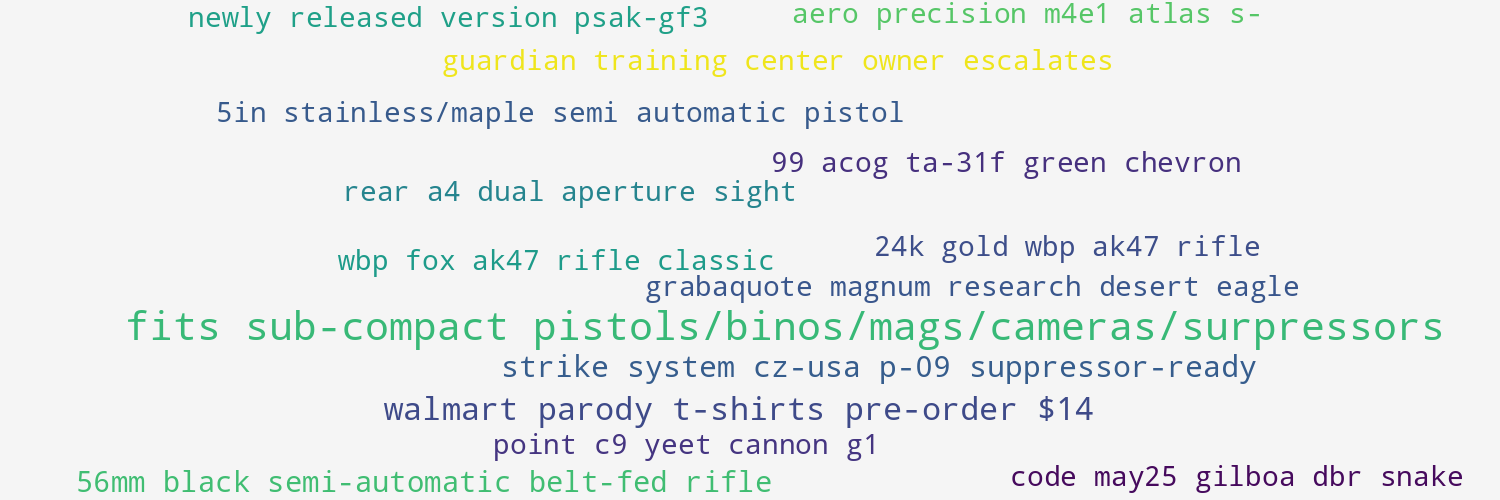 newly released version psak-gf3
aero precision m4e1 atlas s-
guardian training center owner escalates
5in stainless/maple semi automatic pistol
99 acog ta-31f green chevron
rear a4 dual aperture sight
24k gold wbp ak47 rifle
wbp fox ak47 rifle classic
grabaquote magnum research desert eagle
fits sub-compact pistols/binos/mags/cameras/surpressors
strike system cz-usa p-09 suppressor-ready
walmart parody t-shirts pre-order $14
point c9 yeet cannon g1
56mm black semi-automatic belt-fed rifle
code may25 gilboa dbr snake